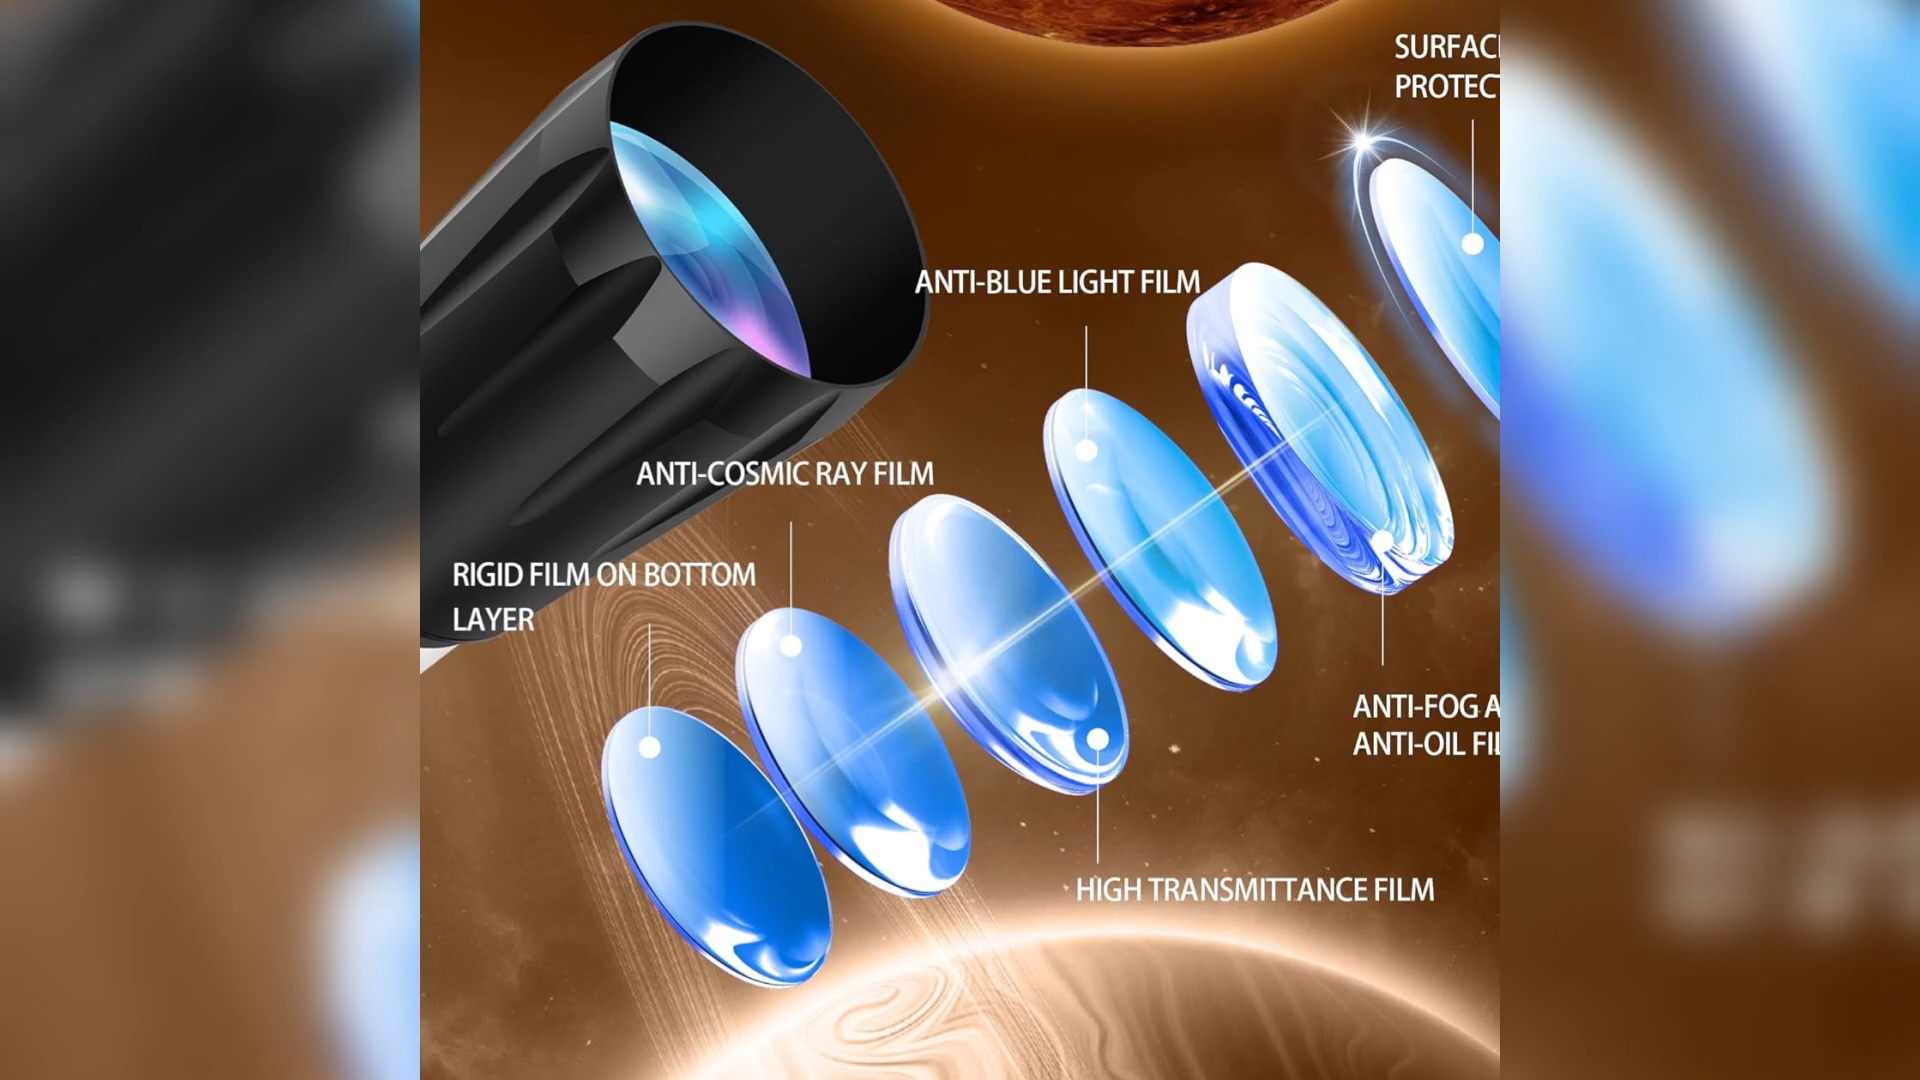 SURFAC
PROTECT
ANTI-BLUE LIGHT FILM
ANTI-COSMIC RAY FILM
RIGID FILM ON BOTTOM
LAYER
ANTI-FOG A
ANTI-OIL FIL
HIGH TRANSMITTANCE FILM